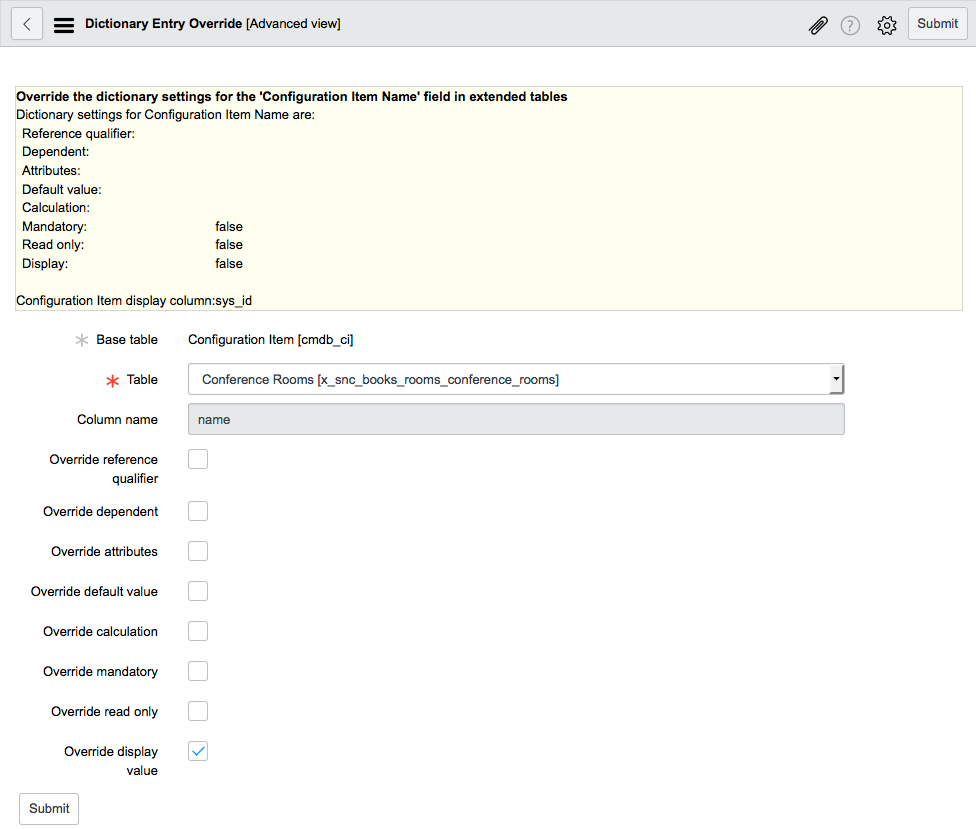 Dictionary Entry Override [Advanced view]
?
Submit
Override the dictionary settings for the 'Configuration Item Name' field in extended tables
Dictionary settings for Configuration Item Name are:
Reference qualifier:
Dependent:
Attributes:
Default value:
Calculation:
Mandatory: false
Read only: false
Display: false
Configuration Item display column:sys_id
Base table Configuration Item [cmdb_ci]
Table Conference Rooms [x_snc_books_rooms_conference_rooms]
Column name name
Override reference
qualifier
Override dependent
Override attributes
Override default value
Override calculation
Override mandatory
Override read only
Override display
value
Submit